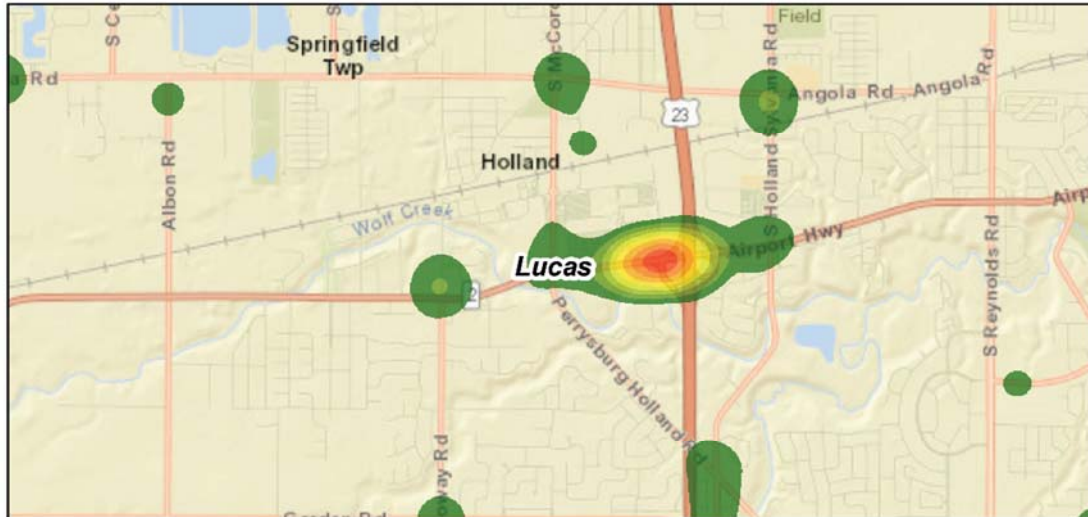 Field
S McCord
Springfield
Twp
Rd
Angola Rd
Angola Rd
23
S Holland Sylvania Rd
Albon Rd
Holland
Wolf Creek
Airport Hwy
Lucas
2
S Reynolds Rd
Perrysburg Holland Rd